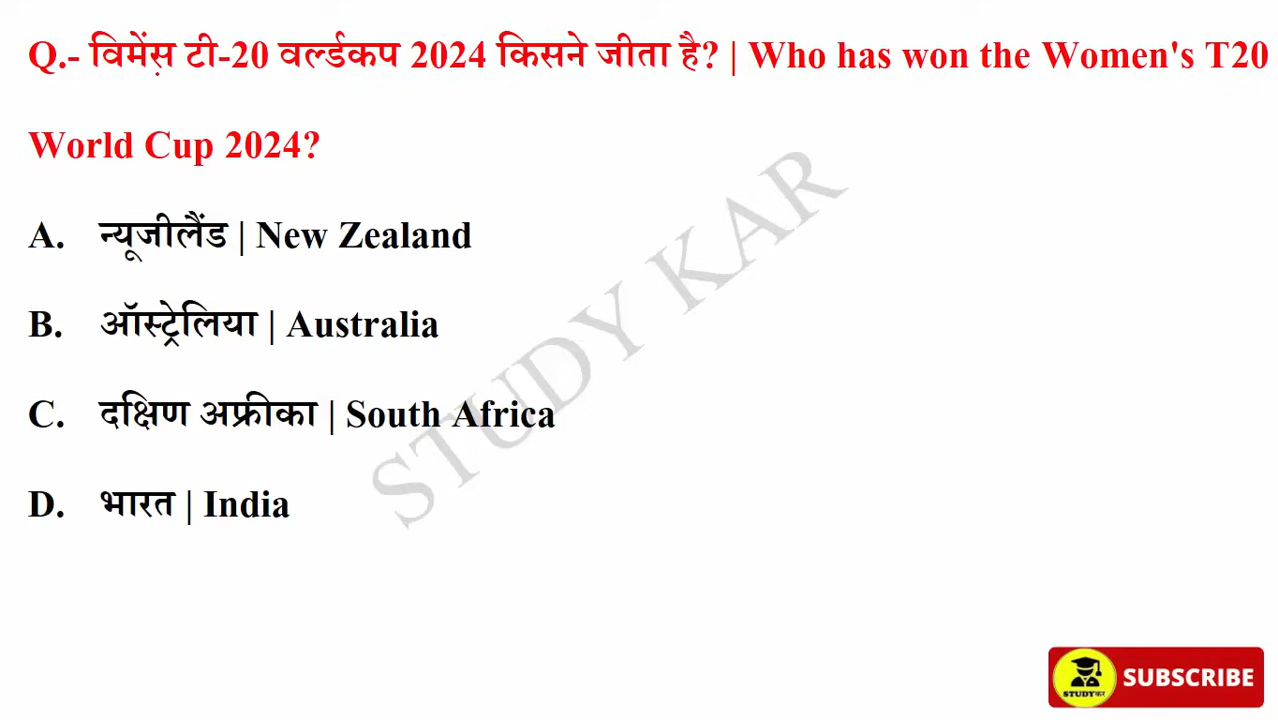 Q.- विमेंस़ टी-20 वर्ल्डकप 2024 किसने जीता है? | Who has won the Women's T20
World Cup 2024?
A. न्यूजीलैंड | New Zealand
B. ऑस्ट्रेलिया | Australia
C. दक्षिण अफ्रीका | South Africa
D. भारत | India
STUDY KAR
STUDYकर
SUBSCRIBE